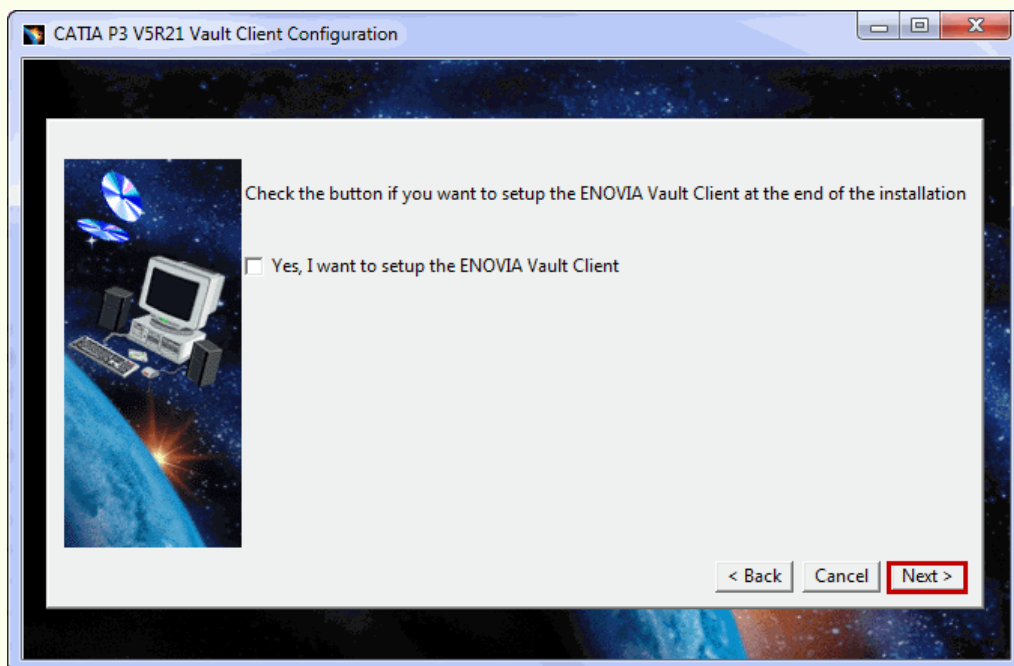 CATIA P3 V5R21 Vault Client Configuration
Check the button if you want to setup the ENOVIA Vault Client at the end of the installation
Yes, I want to setup the ENOVIA Vault Client
< Back Cancel Next >